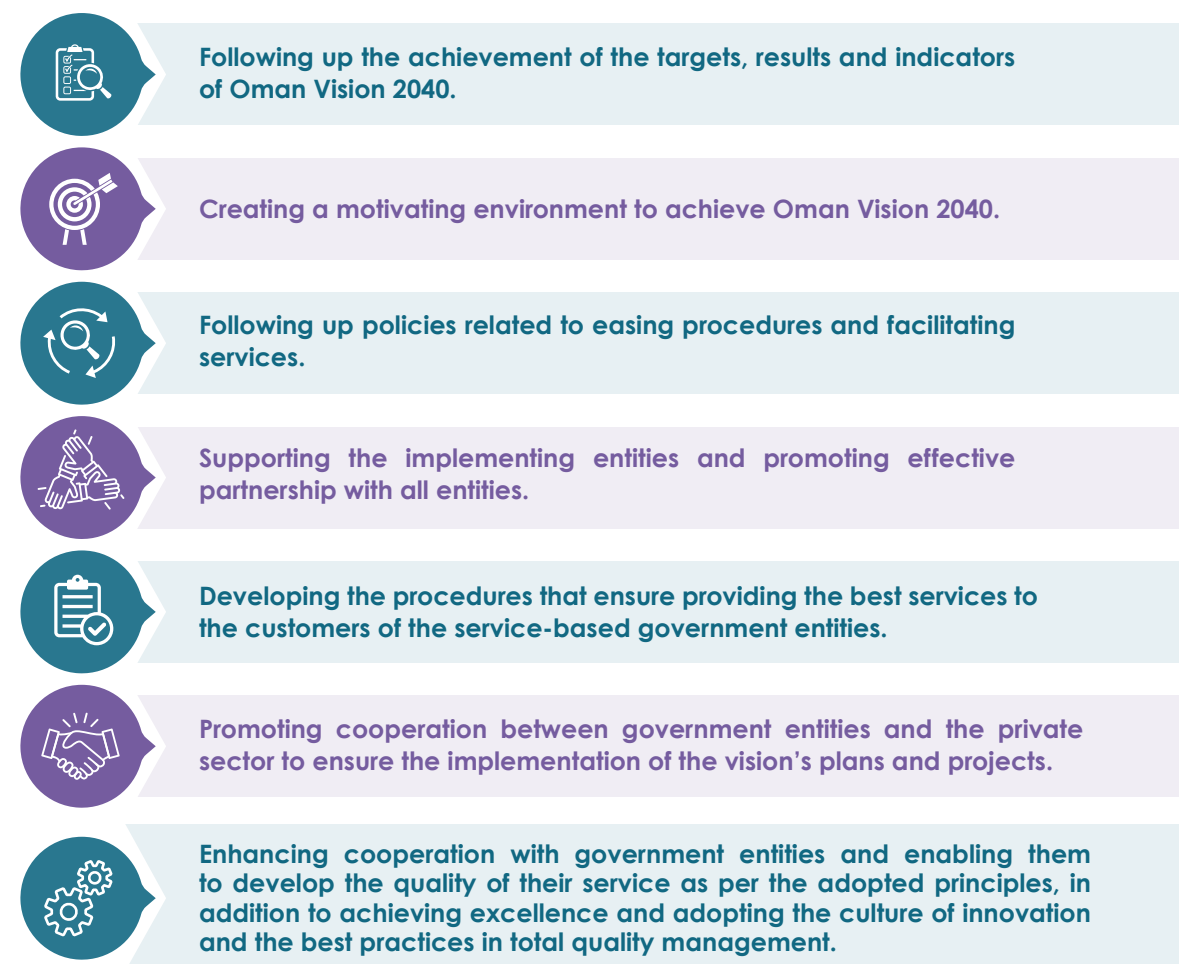 Following up the achievement of the targets, results and indicators
of Oman Vision 2040.
Creating a motivating environment to achieve Oman Vision 2040.
Following up policies related to easing procedures and facilitating
services.
Supporting the implementing entities and promoting effective
partnership with all entities.
Developing the procedures that ensure providing the best services to
the customers of the service-based government entities.
Promoting cooperation between government entities and the private
sector to ensure the implementation of the vision’s plans and projects.
Enhancing cooperation with government entities and enabling them
to develop the quality of their service as per the adopted principles, in
addition to achieving excellence and adopting the culture of innovation
and the best practices in total quality management.